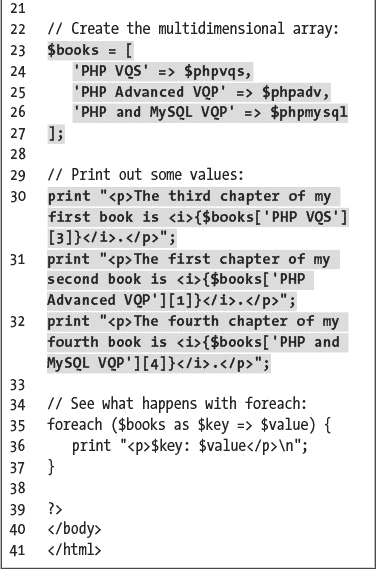 21
22 // Create the multidimensional array:
23 $books = [
24 'PHP VQS' => $phpvqs,
25 'PHP Advanced VQP' => $phpadv,
26 'PHP and MySQL VQP' => $phpmysql
27 ];
28
29 // Print out some values:
30 print "<p>The third chapter of my
first book is <i>{$books['PHP VQS']
[3]}</i>.</p>";
31 print "<p>The first chapter of my
second book is <i>{$books['PHP
Advanced VQP'][1]}</i>.</p>";
32 print "<p>The fourth chapter of my
fourth book is <i>{$books['PHP and
MySQL VQP'][4]}</i>.</p>";
33
34 // See what happens with foreach:
35 foreach ($books as $key => $value) {
36 print "<p>$key: $value</p>\n";
37 }
38
39 ?>
40 </body>
41 </html>